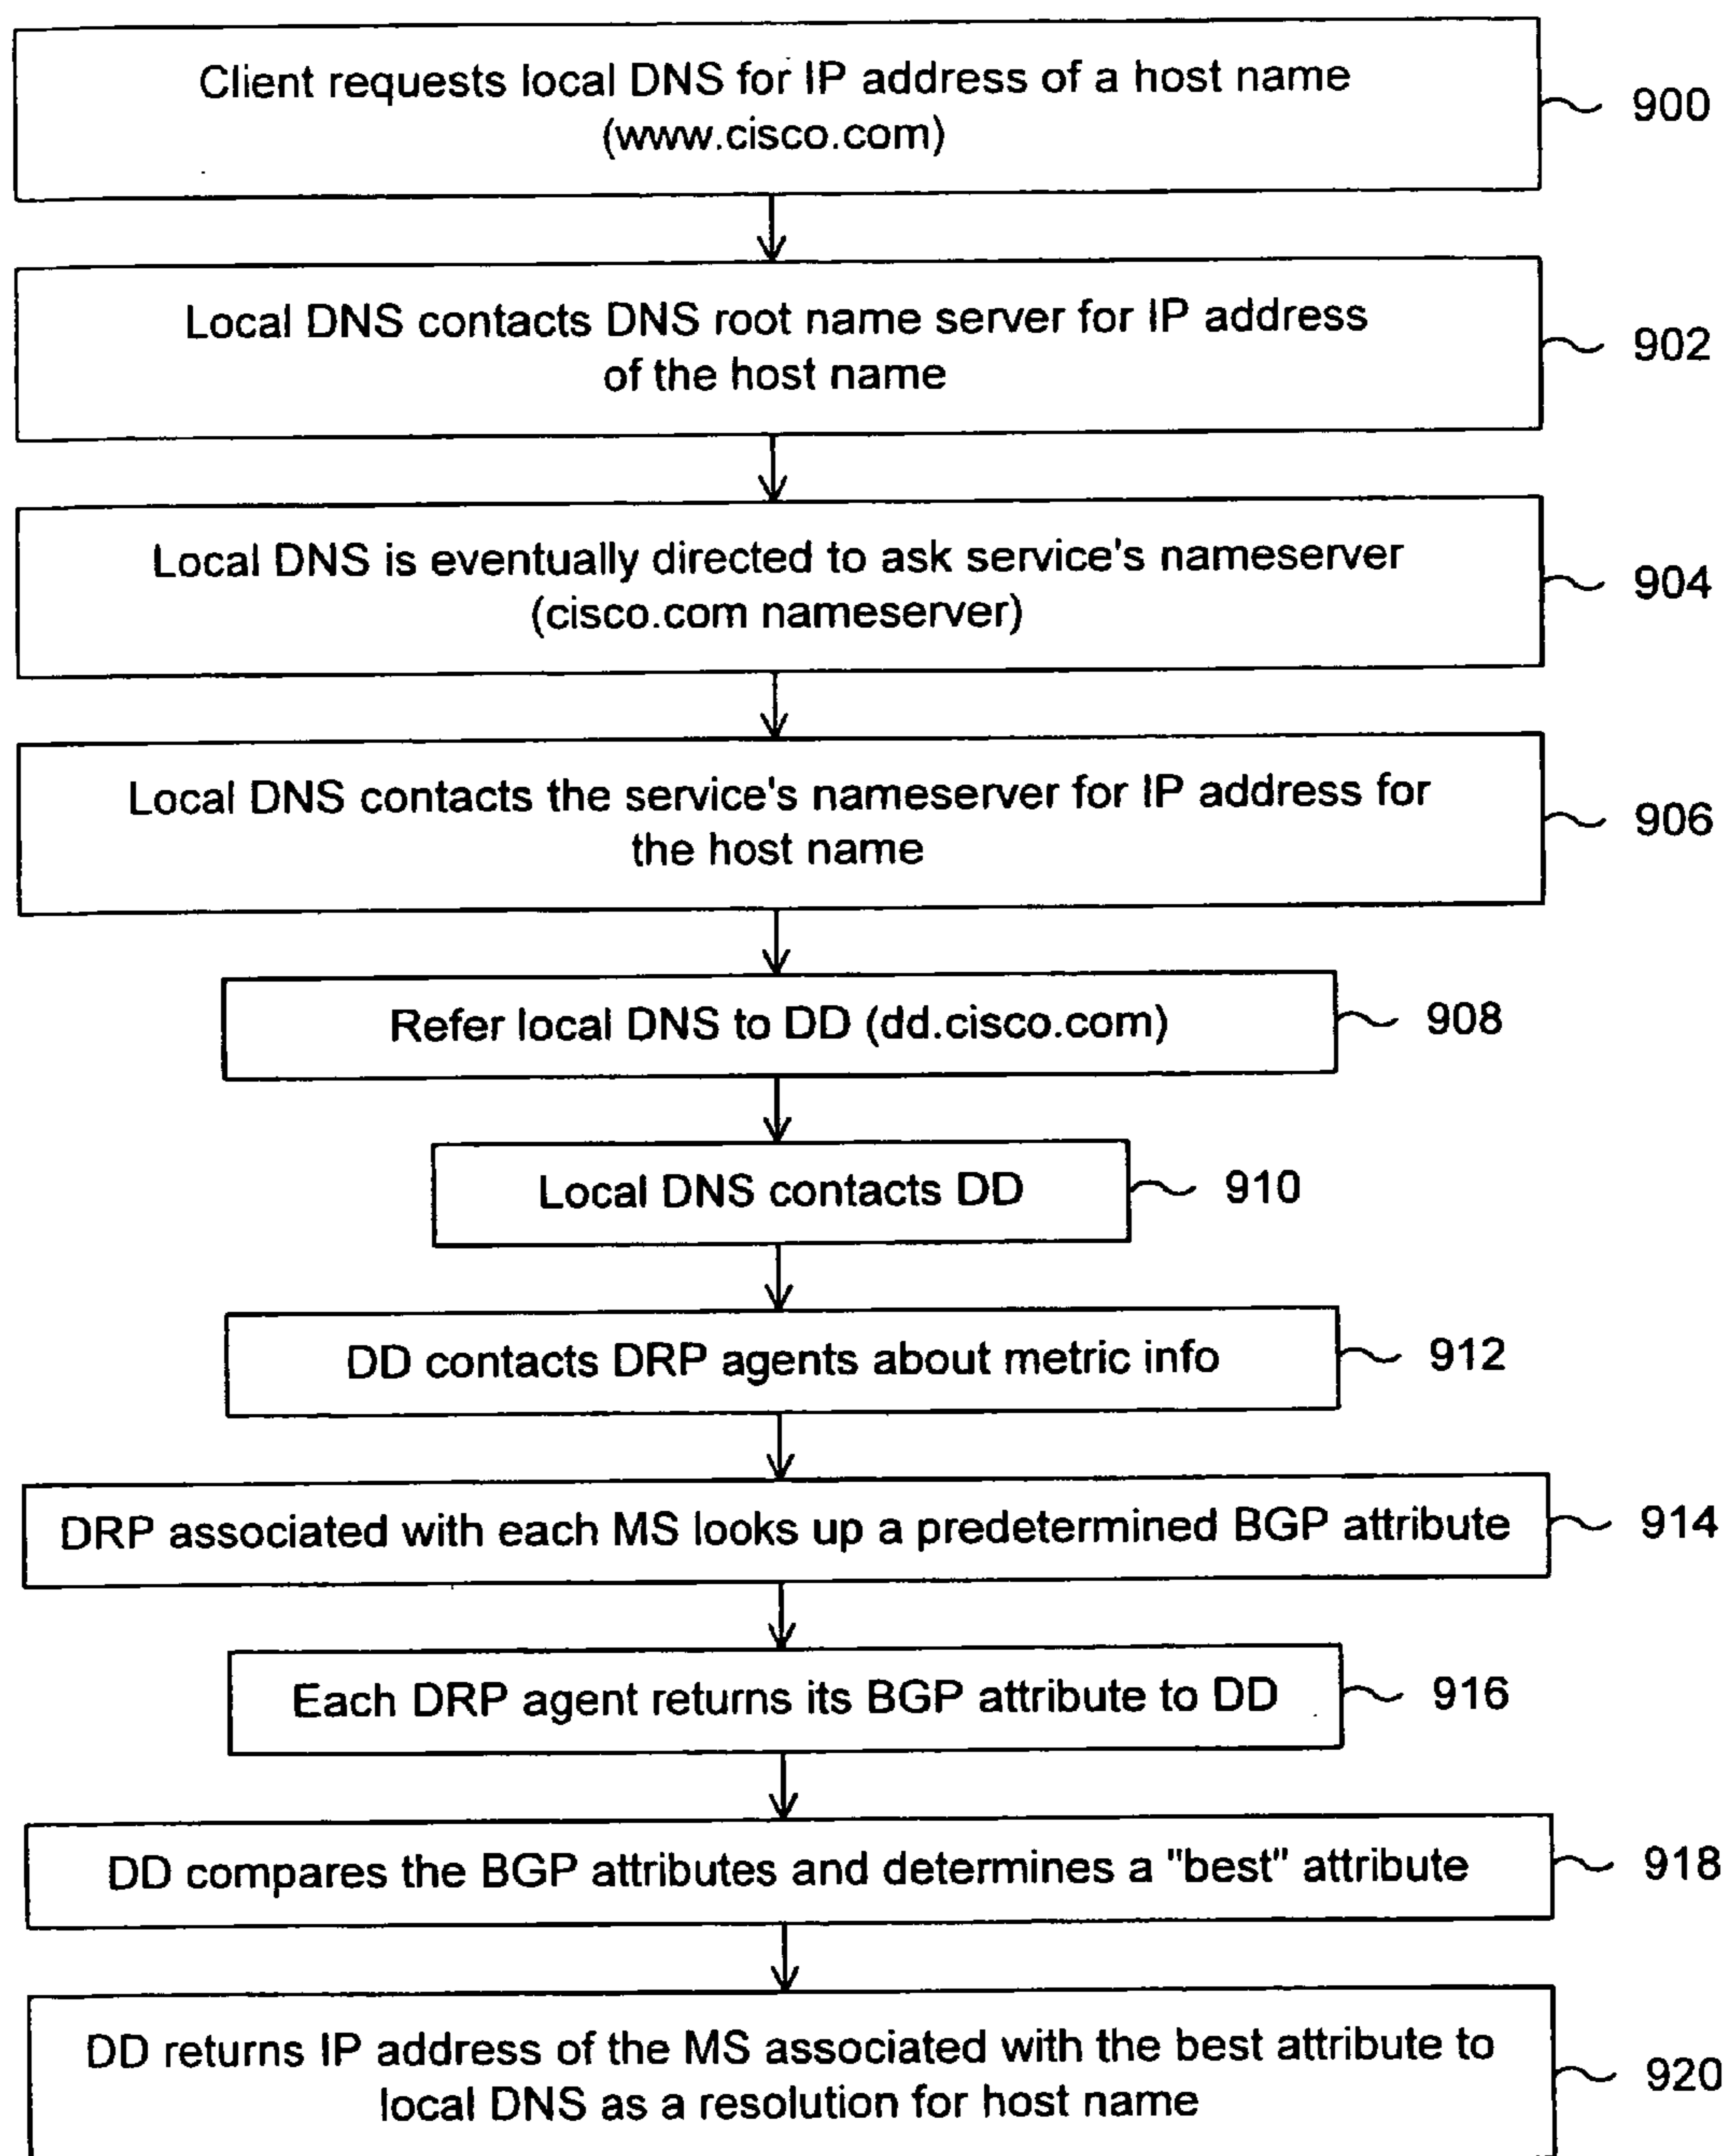 Client requests local DNS for IP address of a host name
(www.cisco.com)
900
Local DNS contacts DNS root name server for IP address
of the host name
902
Local DNS is eventually directed to ask service's nameserver
(cisco.com nameserver)
904
Local DNS contacts the service's nameserver for IP address for
the host name
906
Refer local DNS to DD (dd.cisco.com)
908
Local DNS contacts DD
910
DD contacts DRP agents about metric info
912
DRP associated with each MS looks up a predetermined BGP attribute
914
Each DRP agent returns its BGP attribute to DD
916
DD compares the BGP attributes and determines a "best" attribute
918
DD returns IP address of the MS associated with the best attribute to
local DNS as a resolution for host name
920